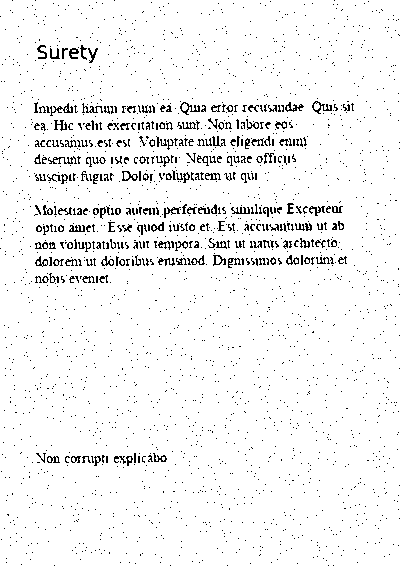 Surety
Impedit harum rerum ea. Quia error recusandae. Quis sit
ea. Hic velit exercitation sunt. Non labore eos
accusamus est est. Voluptate nulla eligendi enim
deserunt quo iste corrupti. Neque quae officiis
suscipit fugiat. Dolor voluptatem ut qui.
Molestiae optio autem perferendis similique Excepteur
optio amet. Esse quod iusto et. Est, accusantium ut ab
non voluptatibus aut tempora. Sint ut natus architecto
dolorem ut doloribus eiusmod. Dignissimos dolorum et
nobis eveniet.
Non corrupti explicabo